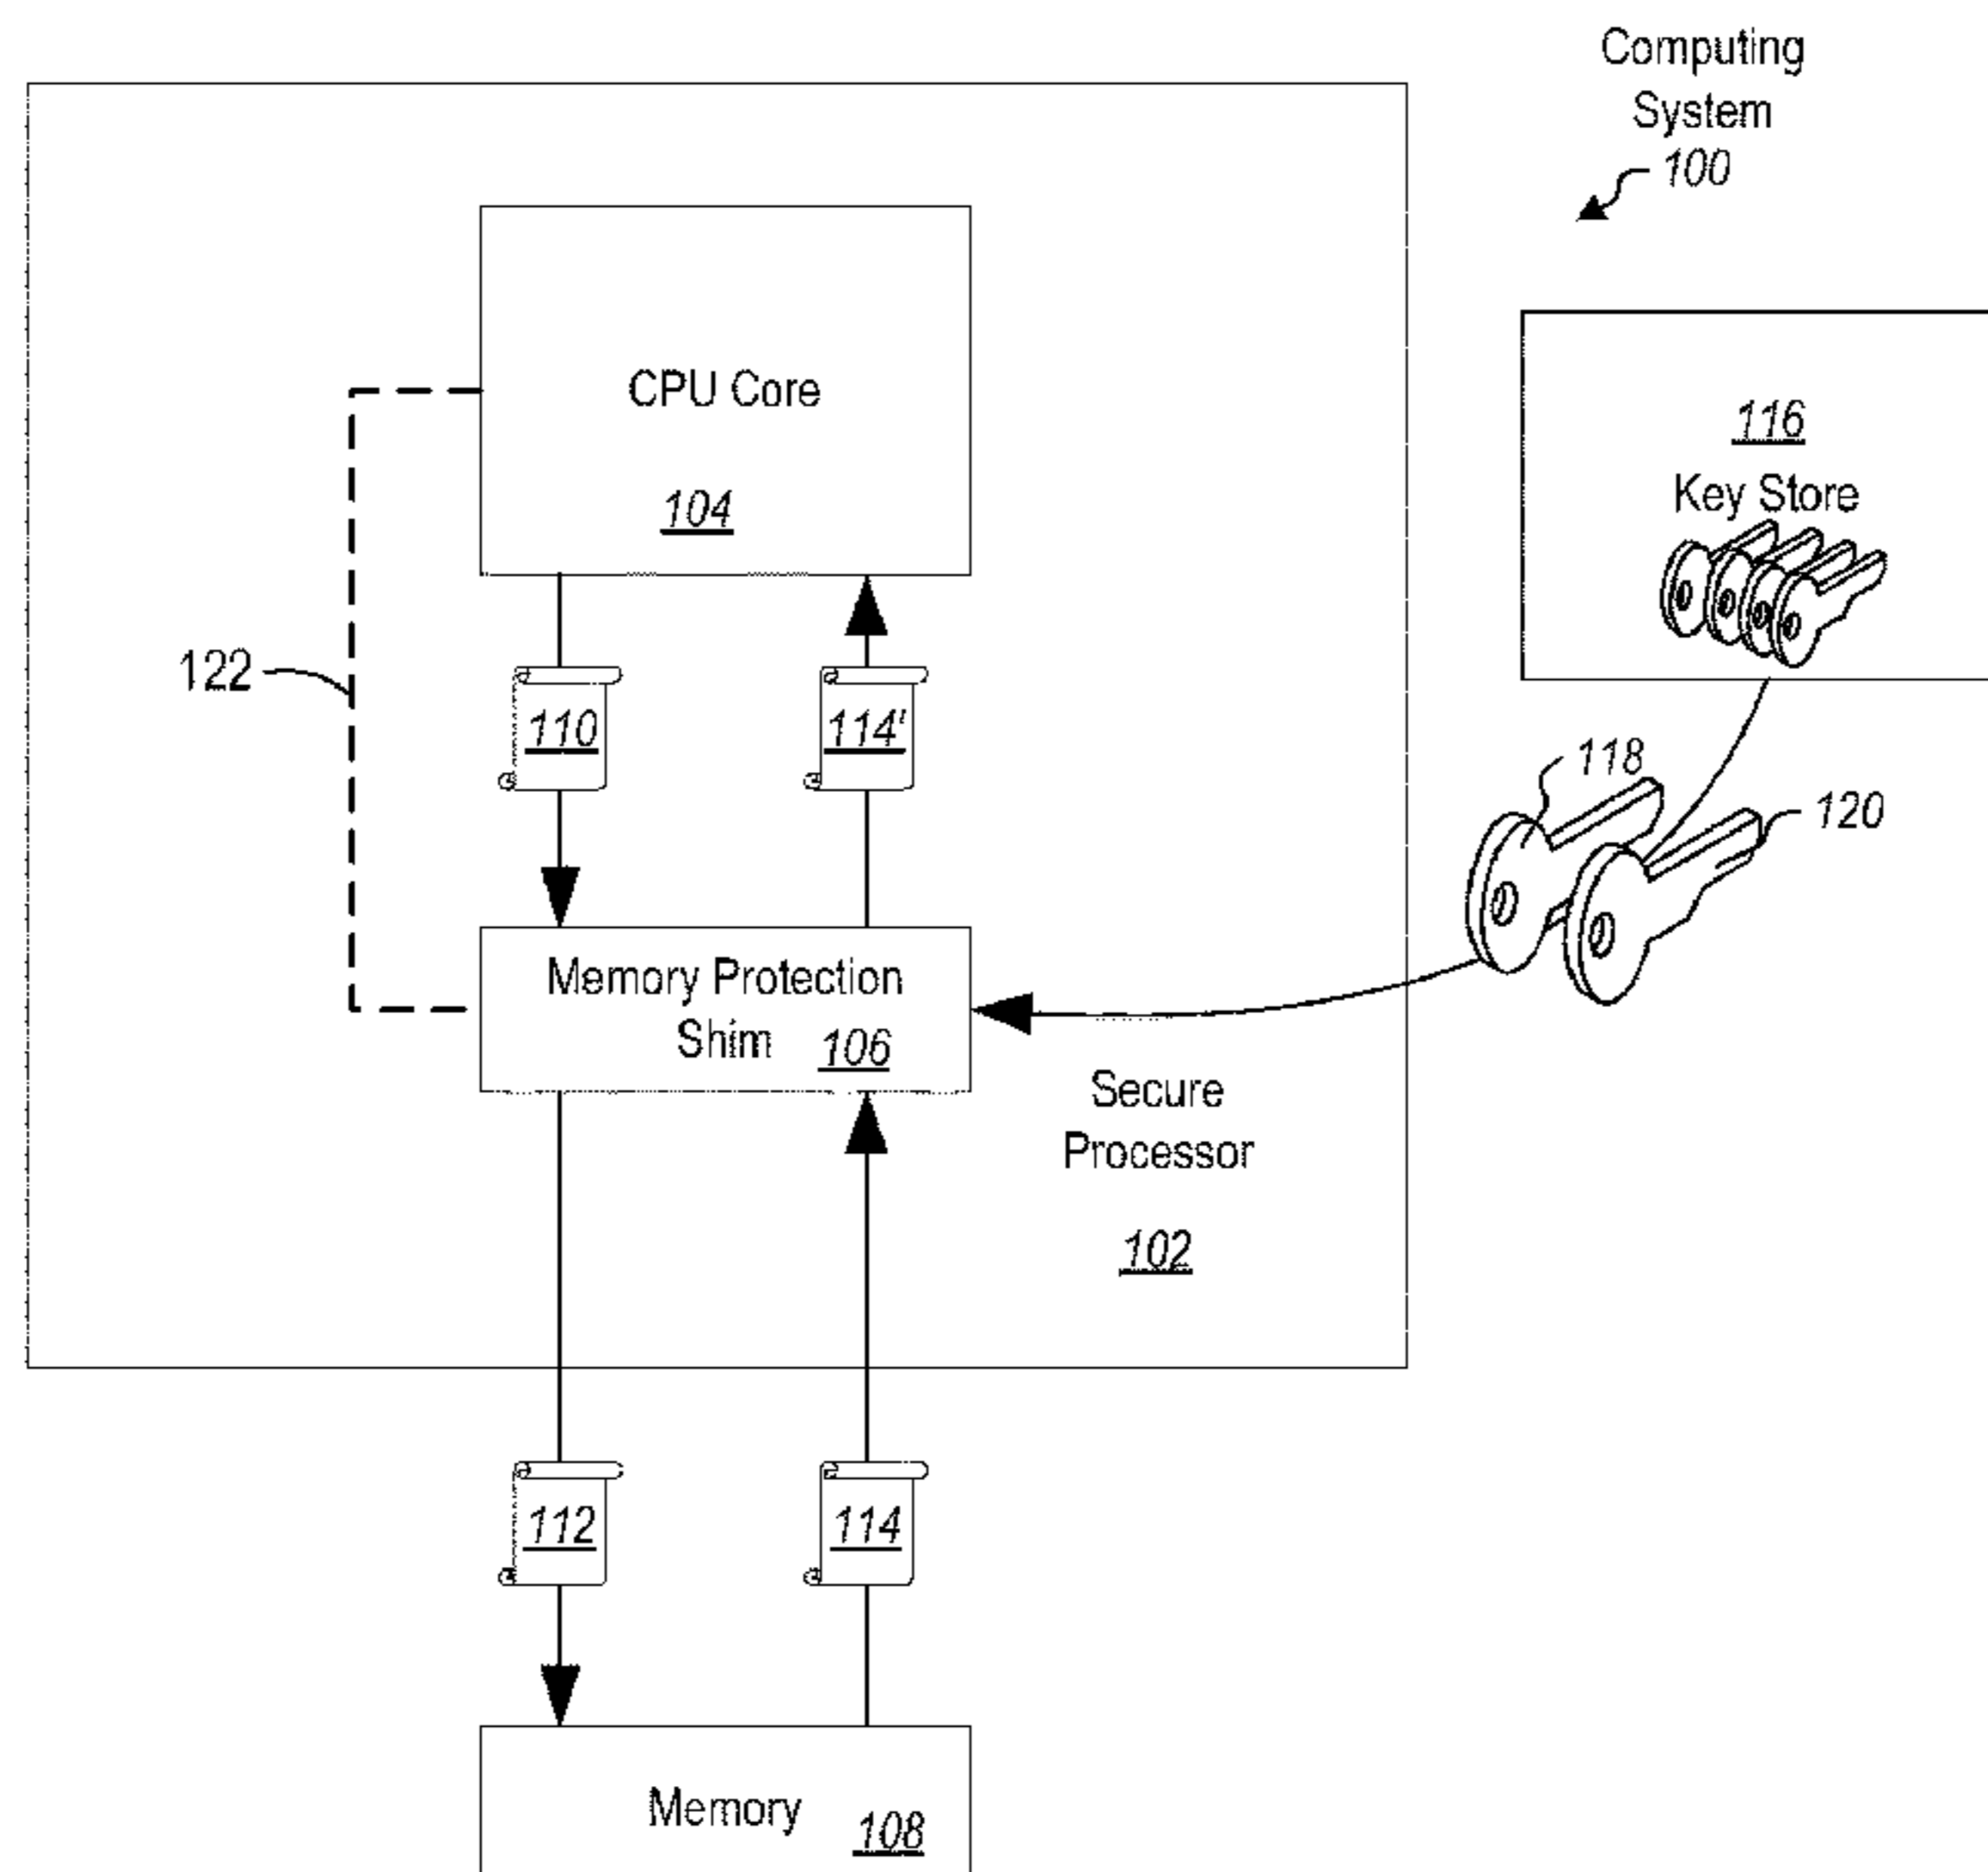 Computing
System
100
CPU Core
104
116
Key Store
122
110
114'
118
120
Memory Protection
Shim 106
Secure
Processor
102
112
114
Memory 108